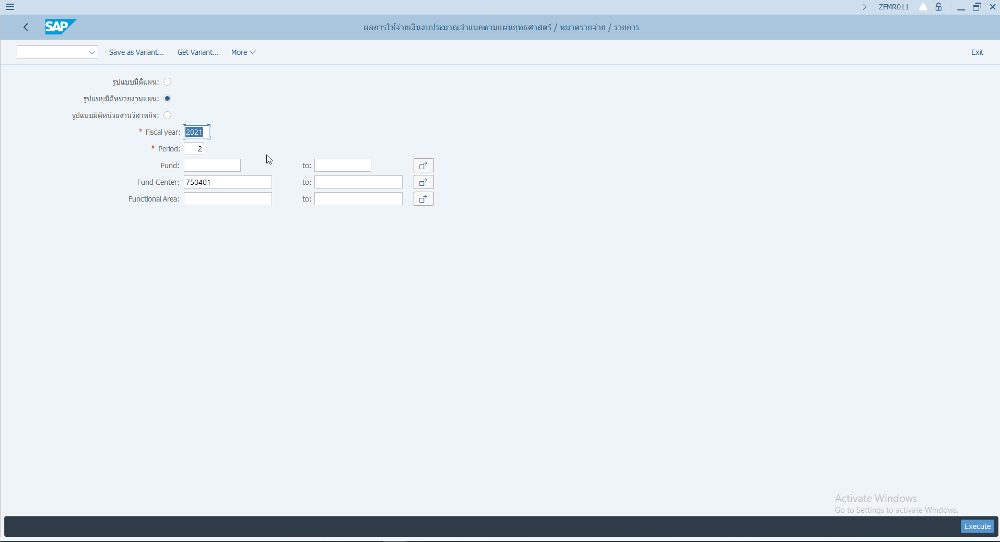 ZFMR011
SAP
ผลการใช้จ่ายเงินงบประมาณจำแนกตามแผนยุทธศาสตร์ / หมวดรายจ่าย / รายการ
Save as Variant... Get Variant... More Exit
รูปแบบมิติแผน:
รูปแบบมิติหน่วยงานแผน:
รูปแบบมิติหน่วยงานวิสาหกิจ:
* Fiscal year: 2021
* Period: 2
Fund: to:
Fund Center: 750401 to:
Functional Area: to:
Activate Windows
Go to Settings to activate Windows.
Execute